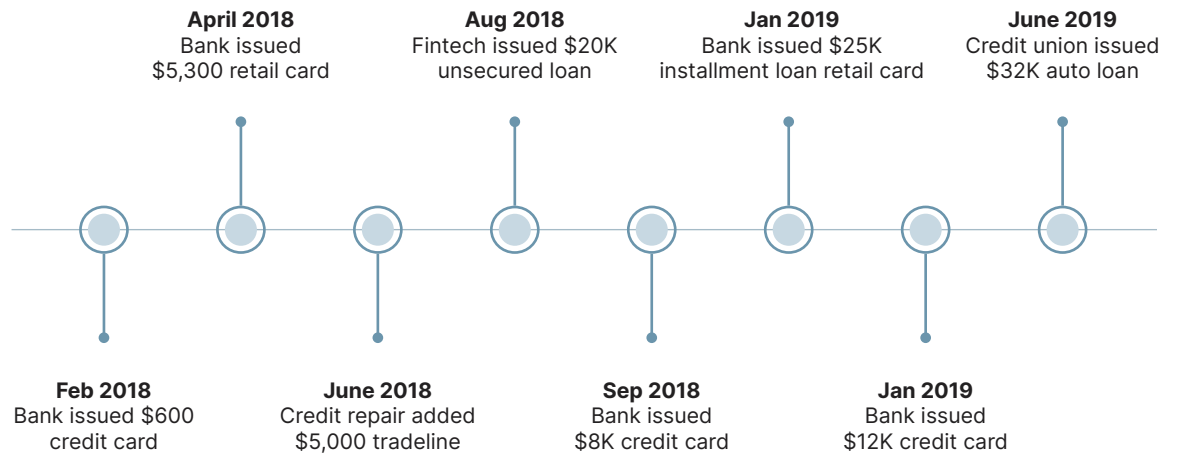 April 2018
Bank issued
$5,300 retail card
Aug 2018
Fintech issued $20K
unsecured loan
Jan 2019
Bank issued $25K
installment loan retail card
June 2019
Credit union issued
$32K auto loan
Feb 2018
Bank issued $600
credit card
June 2018
Credit repair added
$5,000 tradeline
Sep 2018
Bank issued
$8K credit card
Jan 2019
Bank issued
$12K credit card